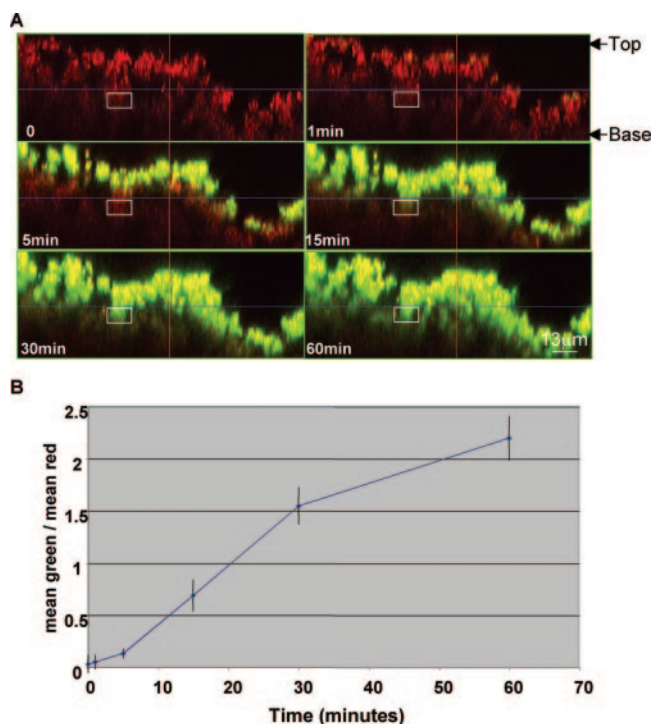 A
0
1min
Top
Base
5min
15min
30min
60min
13µm
B
2.5
2
1.5
1
0.5
0
mean green / mean red
0 10 20 30 40 50 60 70
Time (minutes)